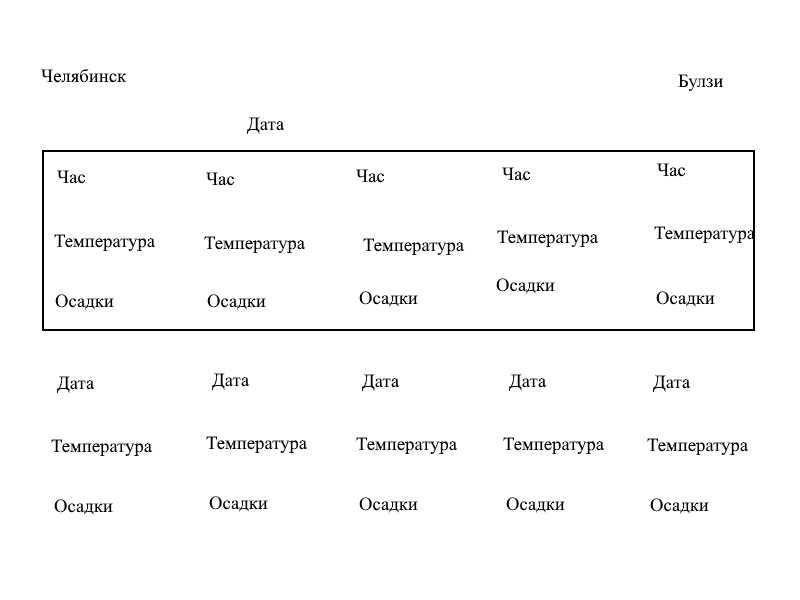 Челябинск Булзи
Дата
Час Час Час Час Час
Температура Температура Температура Температура Температура
Осадки Осадки Осадки Осадки Осадки
Дата Дата Дата Дата Дата
Температура Температура Температура Температура Температура
Осадки Осадки Осадки Осадки Осадки